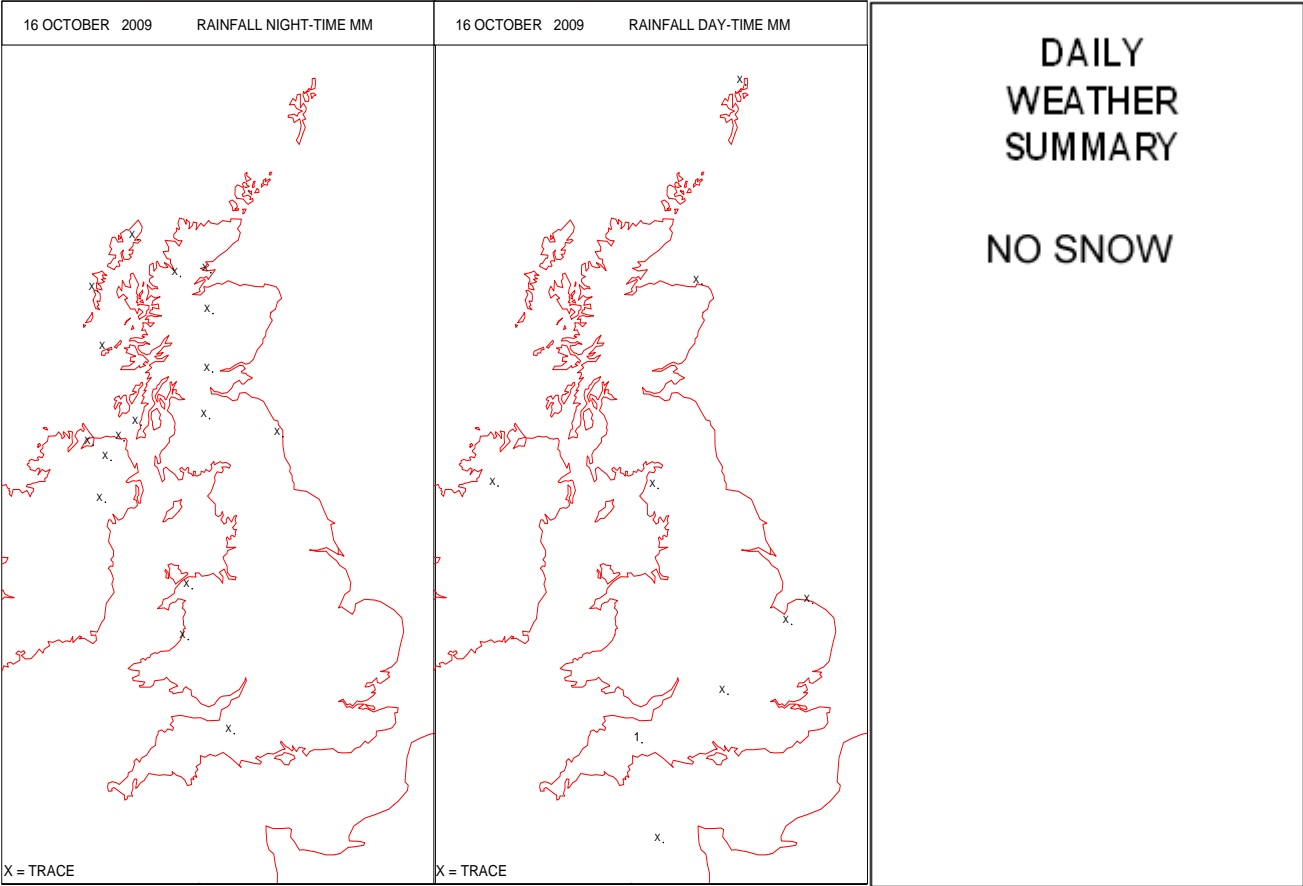 16 OCTOBER 2009 RAINFALL NIGHT-TIME MM
X
X.
X
X
X.
X
X.
X
X.
X.
X
X.
X.
X.
X.
X.
X.
X = TRACE
16 OCTOBER 2009 RAINFALL DAY-TIME MM
X
X.
X.
X.
X.
X.
X.
1.
X.
X = TRACE
DAILY
WEATHER
SUMMARY
NO SNOW